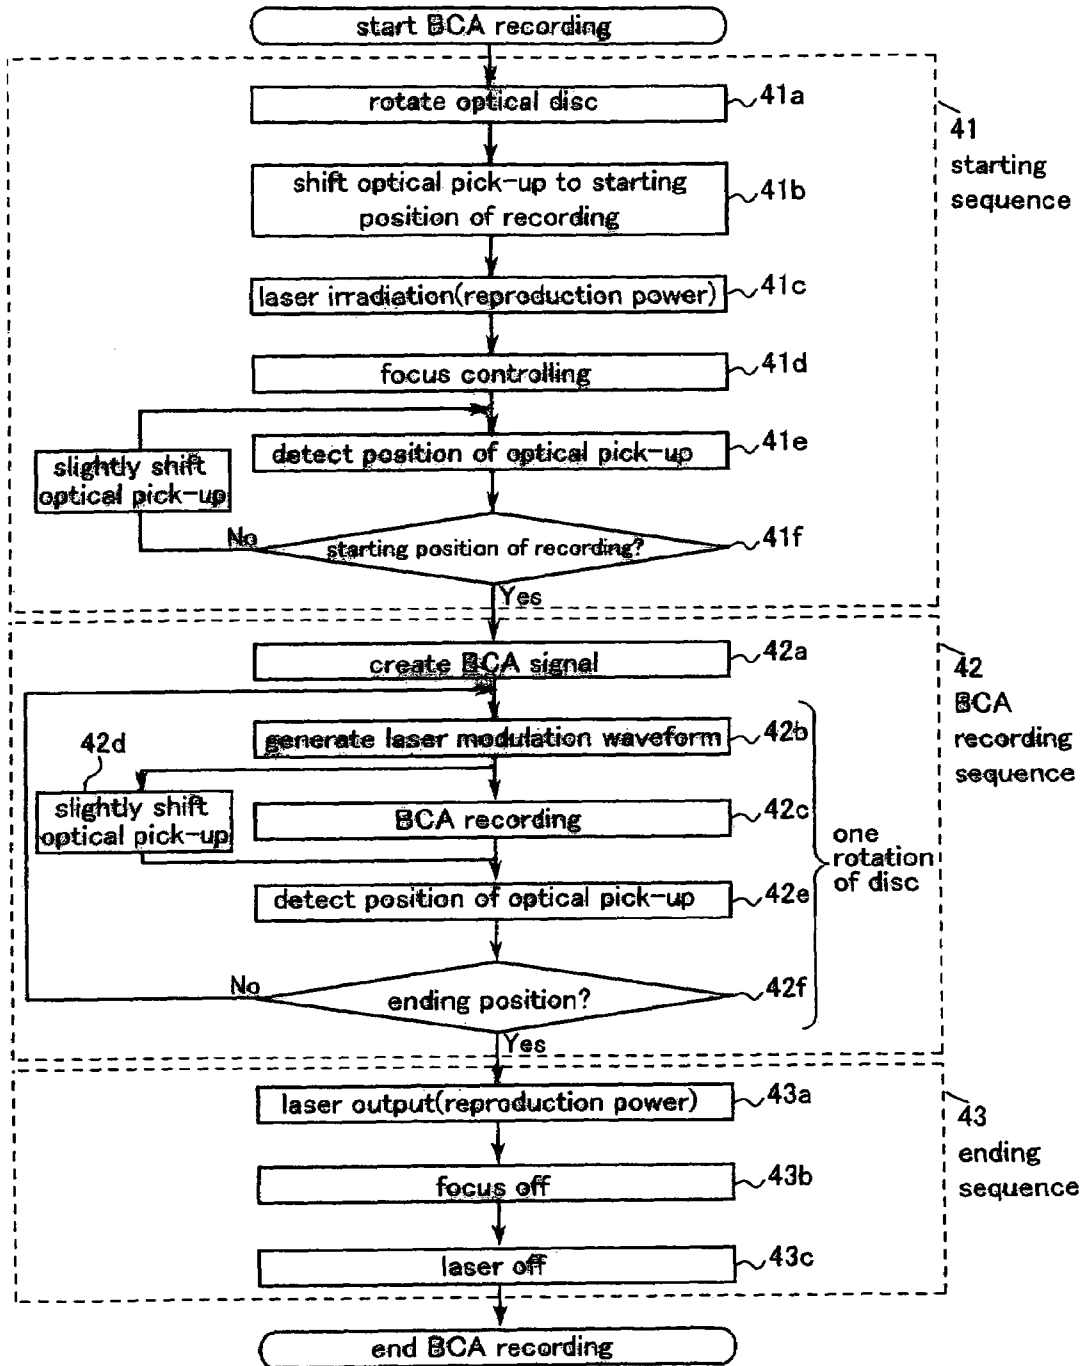 start BCA recording
rotate optical disc
41a
41
starting
sequence
shift optical pick-up to starting
position of recording
41b
laser irradiation(reproduction power)
41c
focus controlling
41d
detect position of optical pick-up
41e
slightly shift
optical pick-up
No
starting position of recording?
41f
Yes
create BCA signal
42a
42
BCA
recording
sequence
generate laser modulation waveform
42b
42d
slightly shift
optical pick-up
BCA recording
42c
one
rotation
of disc
detect position of optical pick-up
42e
No
ending position?
42f
Yes
laser output(reproduction power)
43a
43
ending
sequence
focus off
43b
laser off
43c
end BCA recording